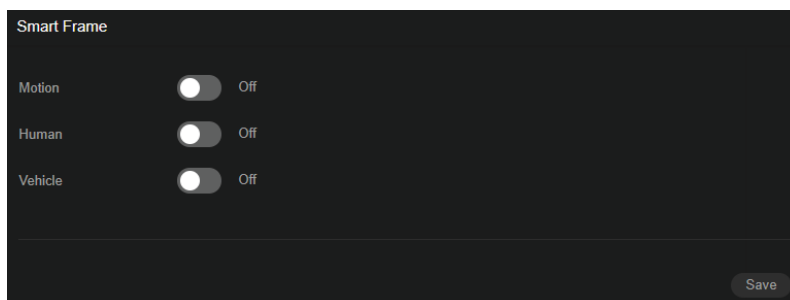 Smart Frame
Motion Off
Human Off
Vehicle Off
Save